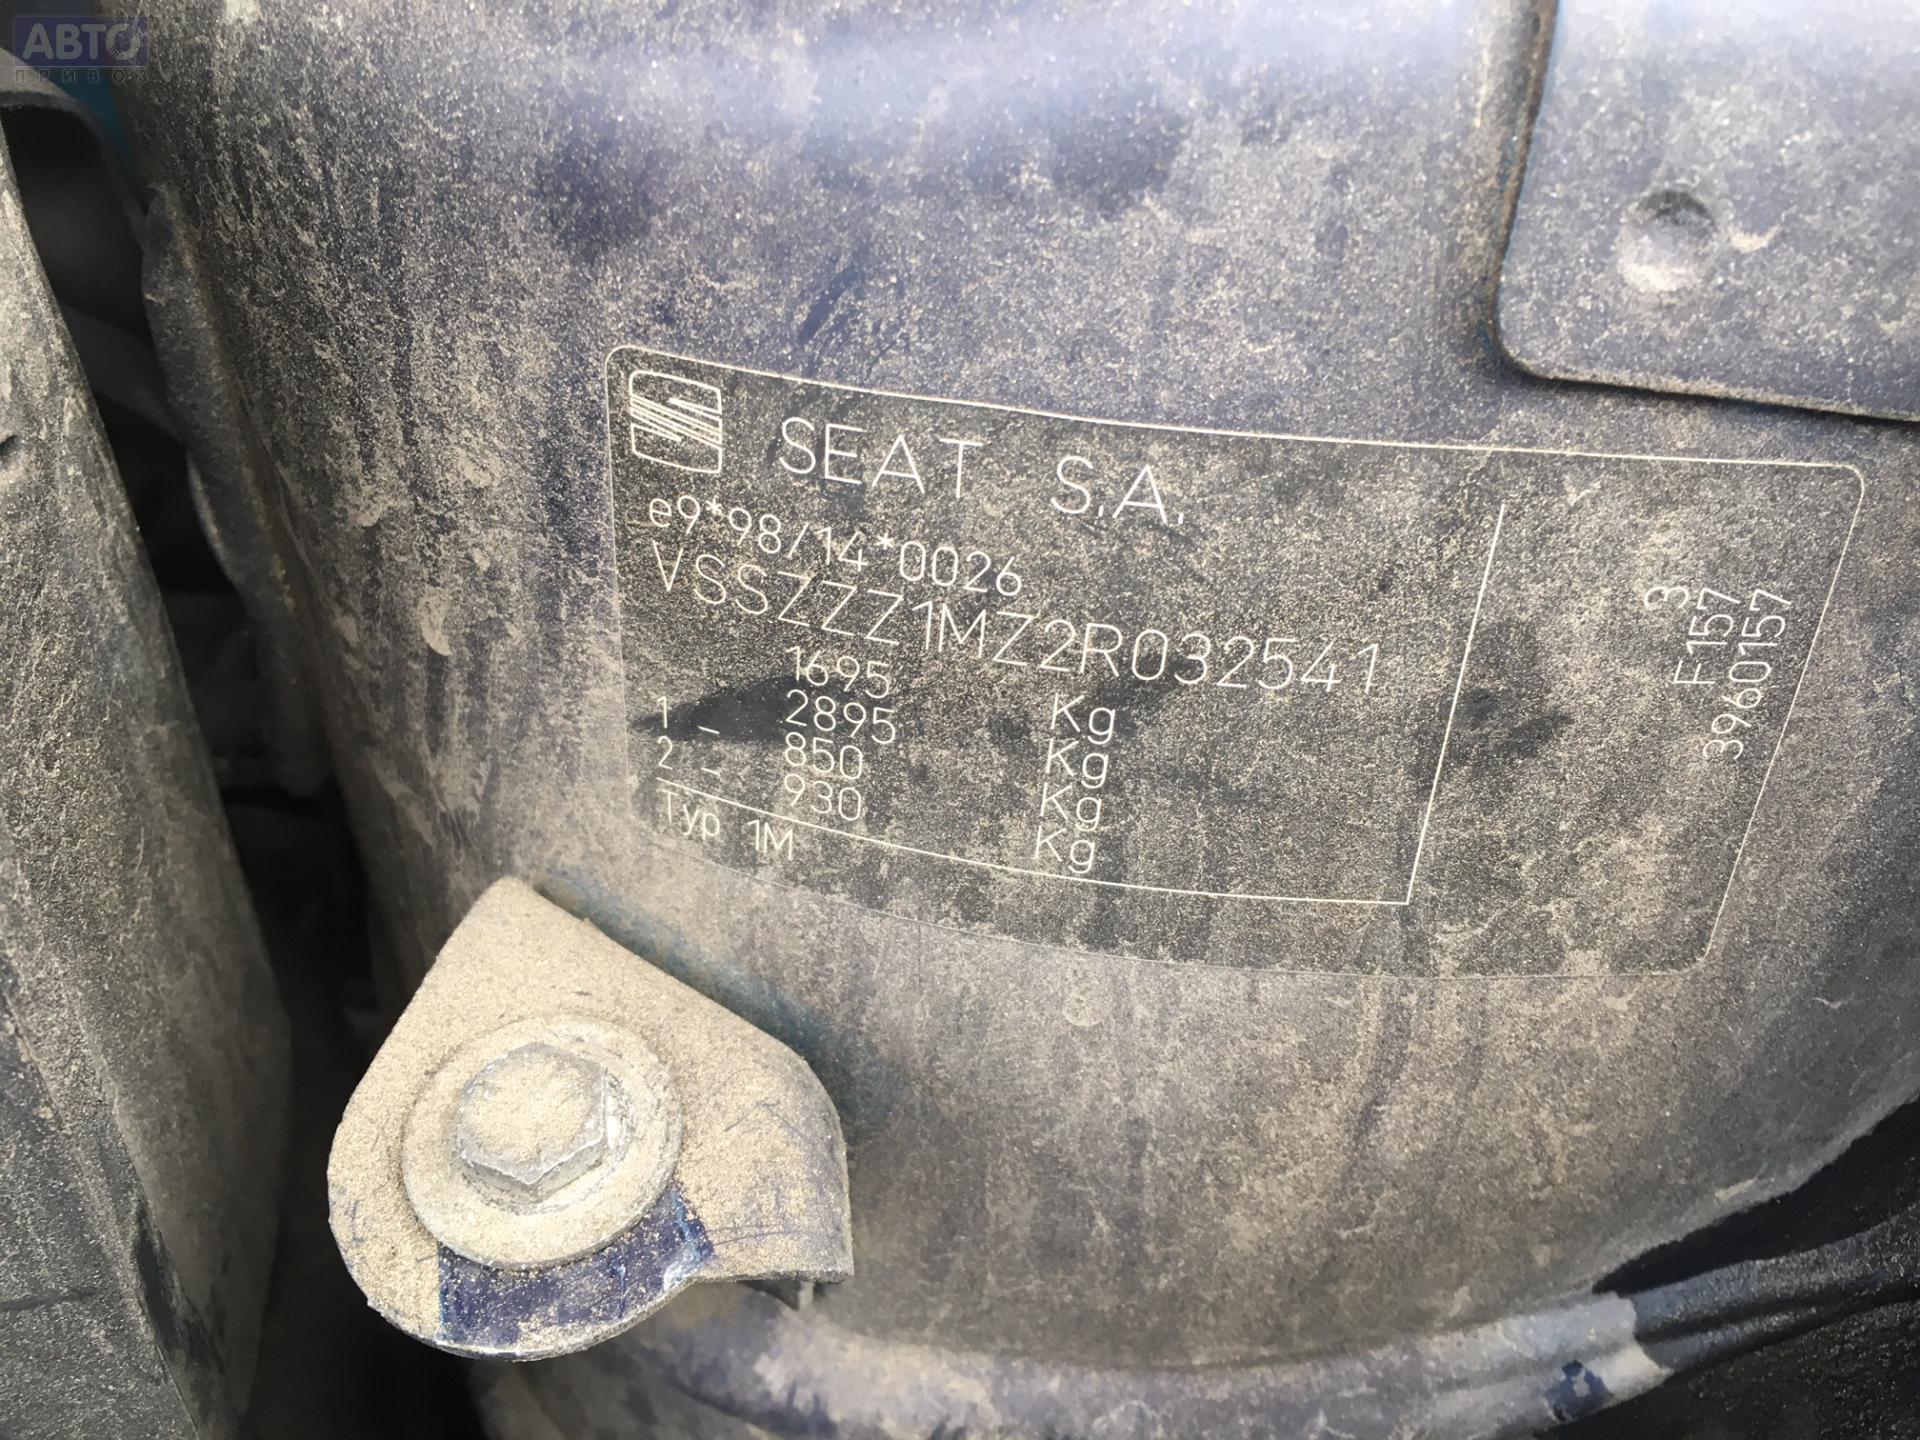 АВТО
ПРИВОЗ
SEAT S.A.
e9*98/14*0026
VSSZZZ1MZ2R032541
1695 Kg
2895 Kg
1 – 850 Kg
2 – 930 Kg
Typ 1M
3
F157
3960157